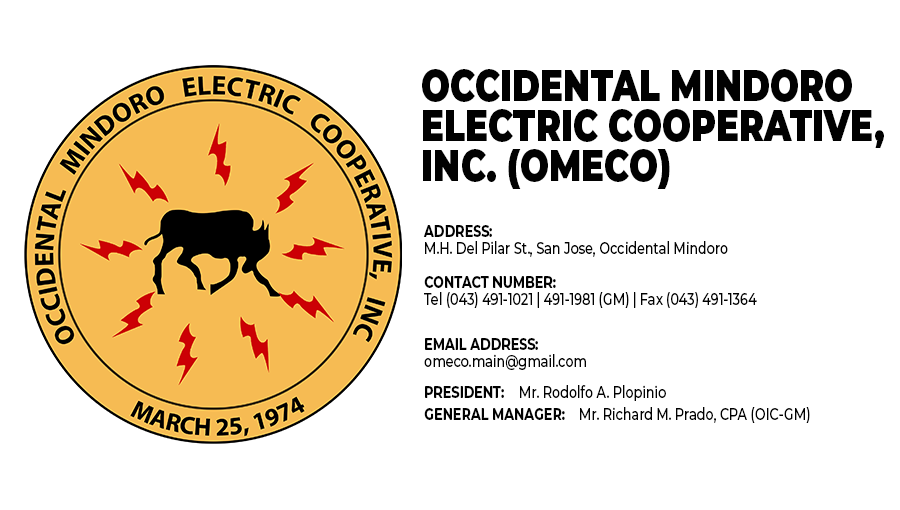 OCCIDENTAL MINDORO ELECTRIC COOPERATIVE, INC
MARCH 25, 1974
OCCIDENTAL MINDORO
ELECTRIC COOPERATIVE,
INC. (OMECO)
ADDRESS:
M.H. Del Pilar St., San Jose, Occidental Mindoro
CONTACT NUMBER:
Tel (043) 491-1021 | 491-1981 (GM) | Fax (043) 491-1364
EMAIL ADDRESS:
omeco.main@gmail.com
PRESIDENT: Mr. Rodolfo A. Plopinio
GENERAL MANAGER: Mr. Richard M. Prado, CPA (OIC-GM)